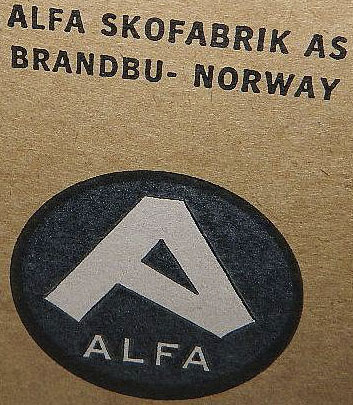 ALFA SKOFABRIK AS
BRANDBU- NORWAY
ALFA